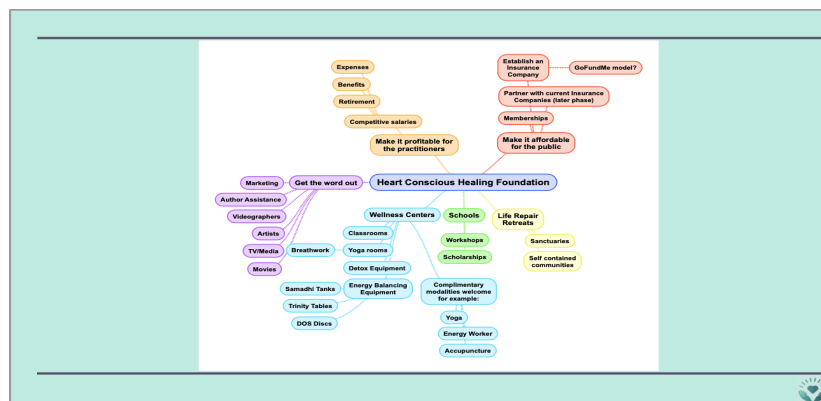 Expenses
Benefits
Retirement
Competitive salaries
Make it profitable for
the practitioners
Establish an
Insurance
Company
GoFundMe model?
Partner with current Insurance
Companies (later phase)
Memberships
Make it affordable
for the public
Heart Conscious Healing Foundation
Get the word out
Marketing
Author Assistance
Videographers
Artists
TV/Media
Movies
Wellness Centers
Classrooms
Breathwork
Yoga rooms
Detox Equipment
Energy Balancing
Equipment
Samadhi Tanks
Trinity Tables
DOS Discs
Complimentary
modalities welcome
for example:
Yoga
Energy Worker
Accupuncture
Schools
Workshops
Scholarships
Life Repair
Retreats
Sanctuaries
Self contained
communities